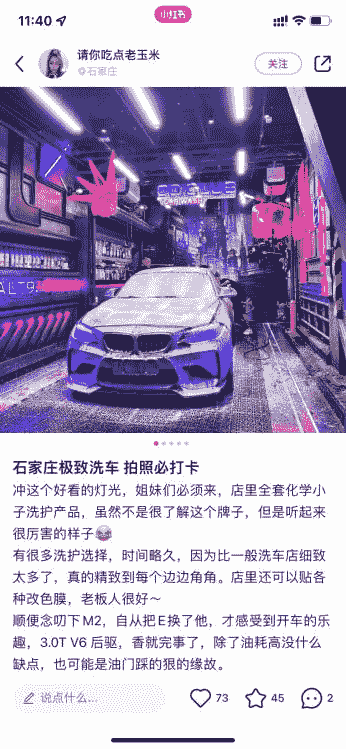 11:40
小红书
请你吃点老玉米
石家庄
关注
石家庄极致洗车 拍照必打卡
冲这个好看的灯光，姐妹们必须来，店里全套化学小
子洗护产品，虽然不是很了解这个牌子，但是听起来
很厉害的样子😂
有很多洗护选择，时间略久，因为比一般洗车店细致
太多了，真的精致到每个边边角角。店里还可以贴各
种改色膜，老板人很好～
顺便念叨下M2，自从把E换了他，才感受到开车的乐
趣，3.0T V6 后驱，香就完事了，除了油耗高没什么
缺点，也可能是油门踩的狠的缘故。
说点什么...
73
45
2